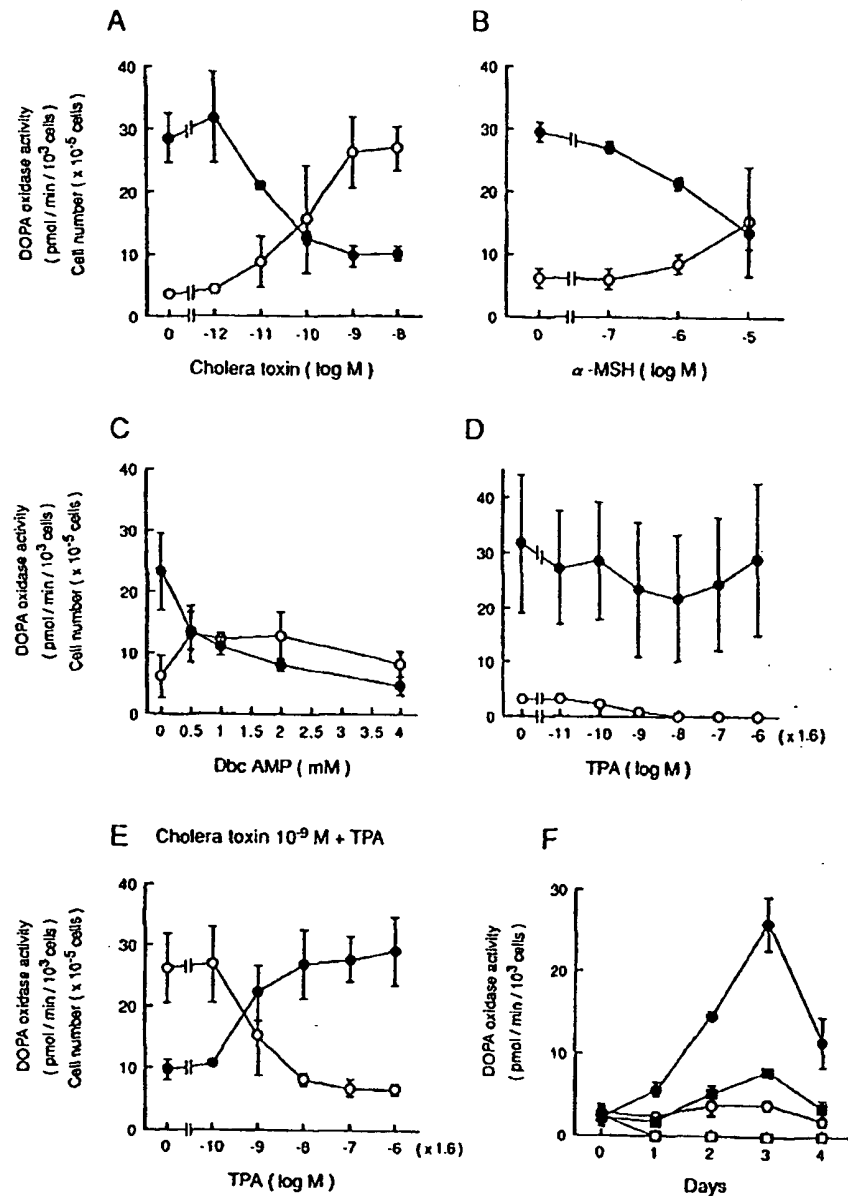 A
B
DOPA oxidase activity
( pmol / min / 10³ cells )
Cell number ( x 10⁻⁵ cells )
40
30
20
10
0
0 -12 -11 -10 -9 -8
Cholera toxin ( log M )
40
30
20
10
0
0 -7 -6 -5
α -MSH ( log M )
C
D
DOPA oxidase activity
( pmol / min / 10³ cells )
Cell number ( x 10⁻⁵ cells )
40
30
20
10
0
0 0.5 1 1.5 2 2.5 3 3.5 4
Dbc AMP ( mM )
40
30
20
10
0
0 -11 -10 -9 -8 -7 -6 ( x 1.6)
TPA ( log M )
E Cholera toxin 10⁻⁹ M + TPA
F
DOPA oxidase activity
( pmol / min / 10³ cells )
Cell number ( x 10⁻⁵ cells )
40
30
20
10
0
0 -10 -9 -8 -7 -6 ( x 1.6)
TPA ( log M )
DOPA oxidase activity
( pmol / min / 10³ cells )
30
20
10
0
0 1 2 3 4
Days